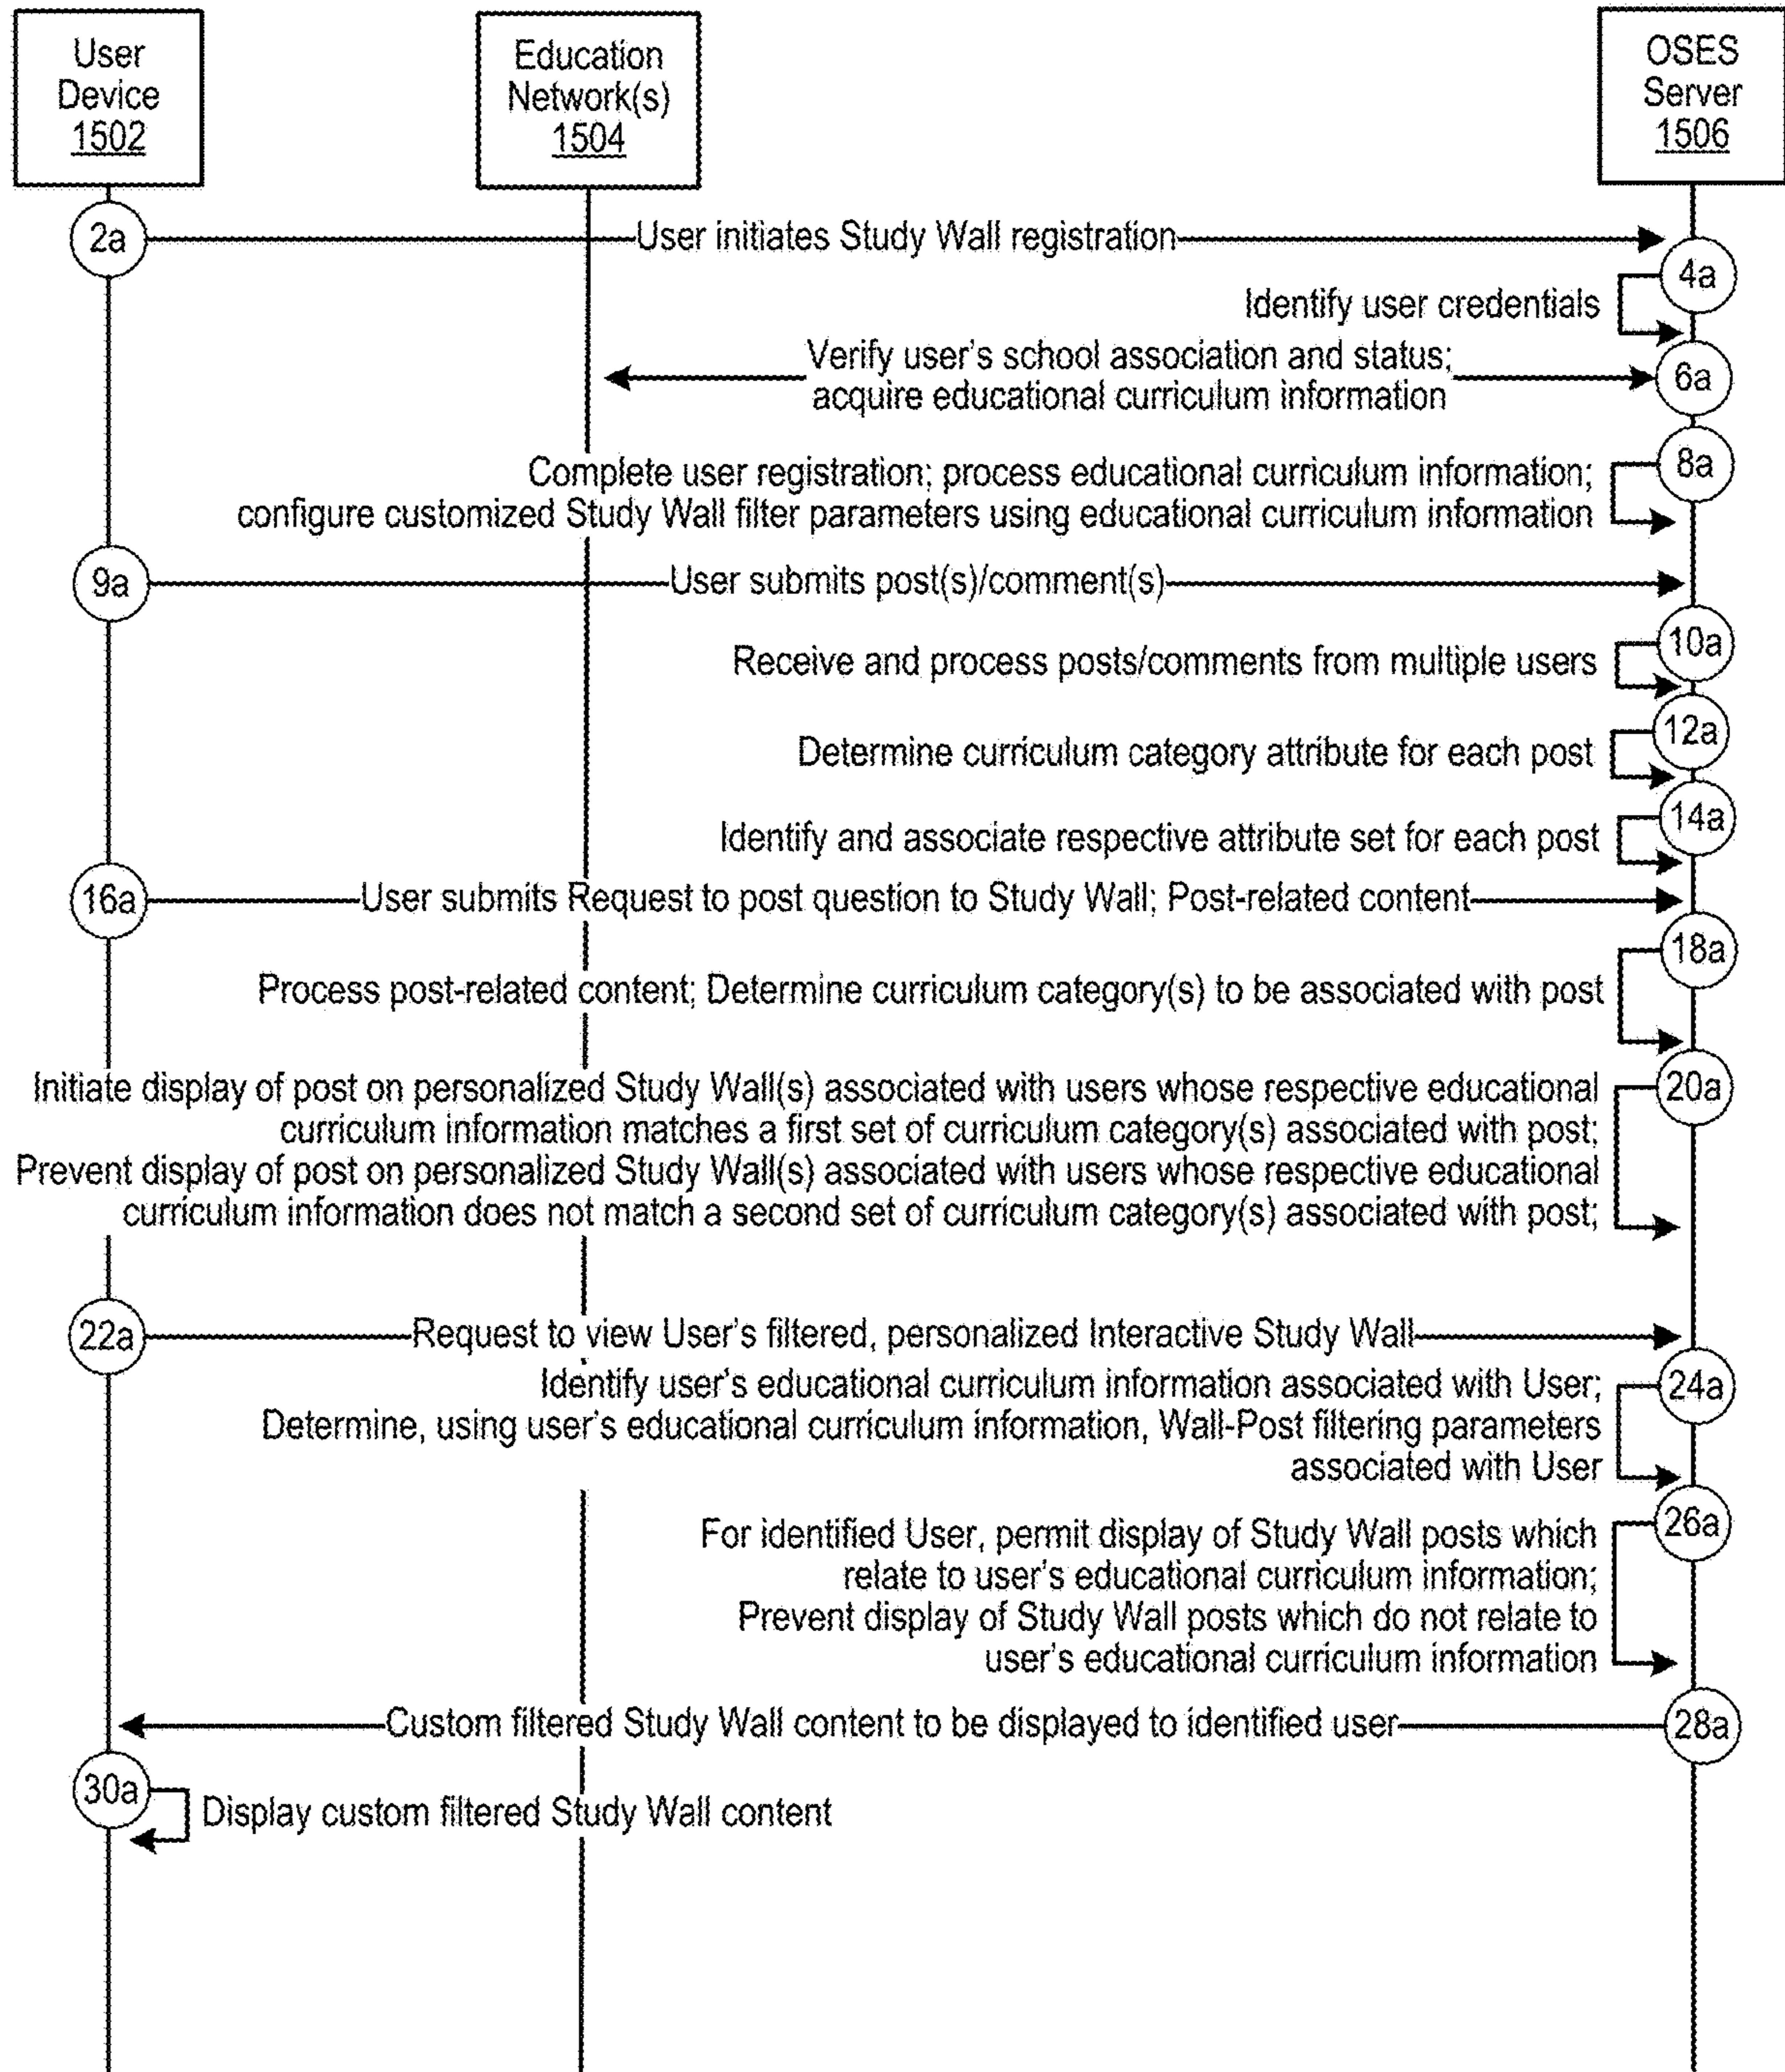 User
Device
1502
Education
Network(s)
1504
OSES
Server
1506
2a
User initiates Study Wall registration
4a
Identify user credentials
Verify user's school association and status;
acquire educational curriculum information
6a
8a
Complete user registration; process educational curriculum information;
configure customized Study Wall filter parameters using educational curriculum information
9a
User submits post(s)/comment(s)
10a
Receive and process posts/comments from multiple users
12a
Determine curriculum category attribute for each post
14a
Identify and associate respective attribute set for each post
16a
User submits Request to post question to Study Wall; Post-related content
18a
Process post-related content; Determine curriculum category(s) to be associated with post
20a
Initiate display of post on personalized Study Wall(s) associated with users whose respective educational
curriculum information matches a first set of curriculum category(s) associated with post;
Prevent display of post on personalized Study Wall(s) associated with users whose respective educational
curriculum information does not match a second set of curriculum category(s) associated with post;
22a
Request to view User's filtered, personalized Interactive Study Wall
24a
Identify user's educational curriculum information associated with User;
Determine, using user's educational curriculum information, Wall-Post filtering parameters
associated with User
26a
For identified User, permit display of Study Wall posts which
relate to user's educational curriculum information;
Prevent display of Study Wall posts which do not relate to
user's educational curriculum information
Custom filtered Study Wall content to be displayed to identified user
28a
30a
Display custom filtered Study Wall content